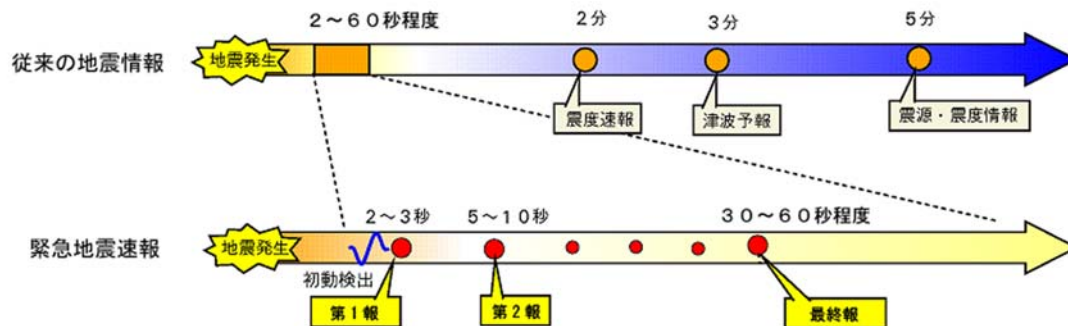 2～60秒程度
2分
3分
5分
従来の地震情報
地震発生
震度速報
津波予報
震源・震度情報
2～3秒
5～10秒
30～60秒程度
緊急地震速報
地震発生
初動検出
第1報
第2報
最終報